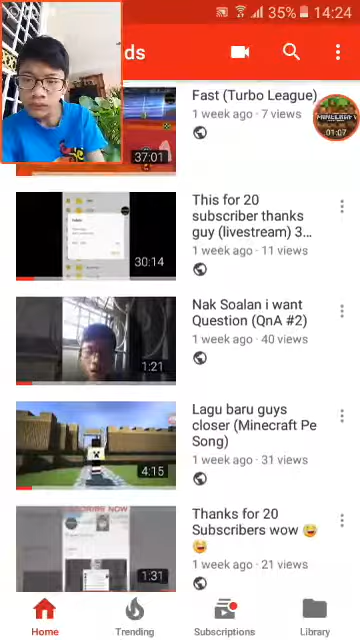 35% 14:24
ds
Fast (Turbo League)
1 week ago · 7 views
MINECRAFT
01:07
37:01
This for 20
subscriber thanks
guy (livestream) 3...
1 week ago · 11 views
30:14
Nak Soalan i want
Question (QnA #2)
1 week ago · 40 views
1:21
Lagu baru guys
closer (Minecraft Pe
Song)
1 week ago · 31 views
4:15
Thanks for 20
Subscribers wow 😂
😂
1 week ago · 21 views
1:31
Home
Trending
Subscriptions
Library